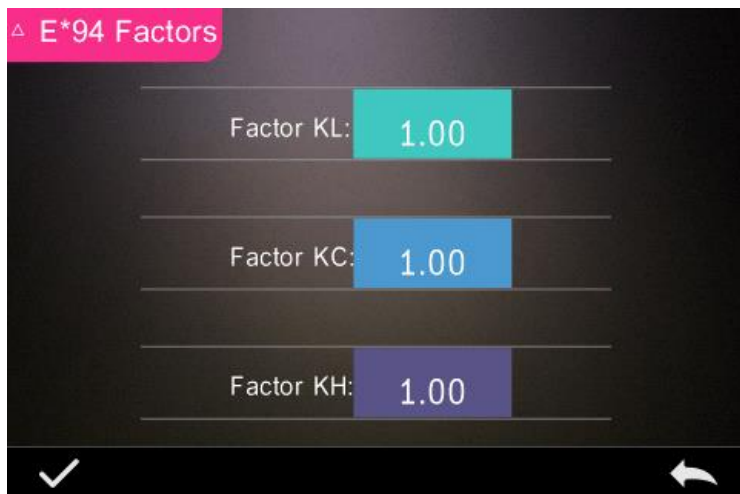 △ E*94 Factors
Factor KL: 1.00
Factor KC: 1.00
Factor KH: 1.00